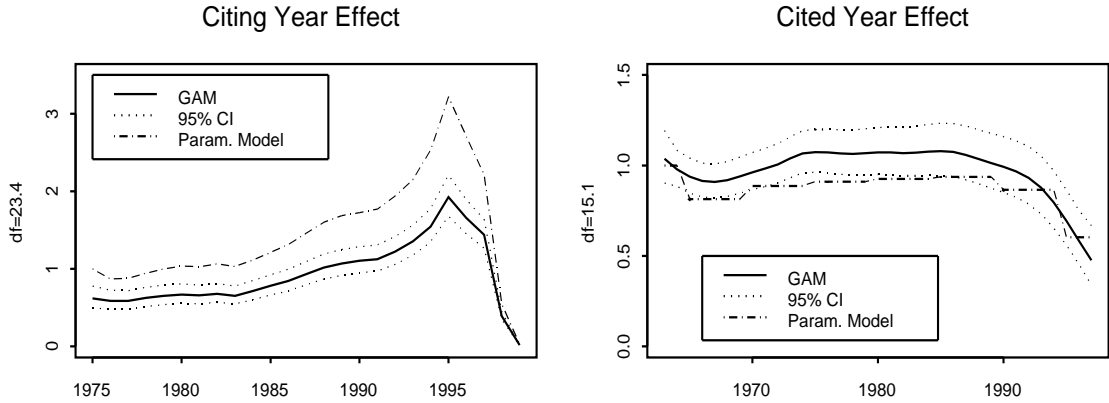 Citing Year Effect
df=23.4
0
1
2
3
GAM
95% CI
Param. Model
1975
1980
1985
1990
1995
Cited Year Effect
df=15.1
0.0
0.5
1.0
1.5
GAM
95% CI
Param. Model
1970
1980
1990